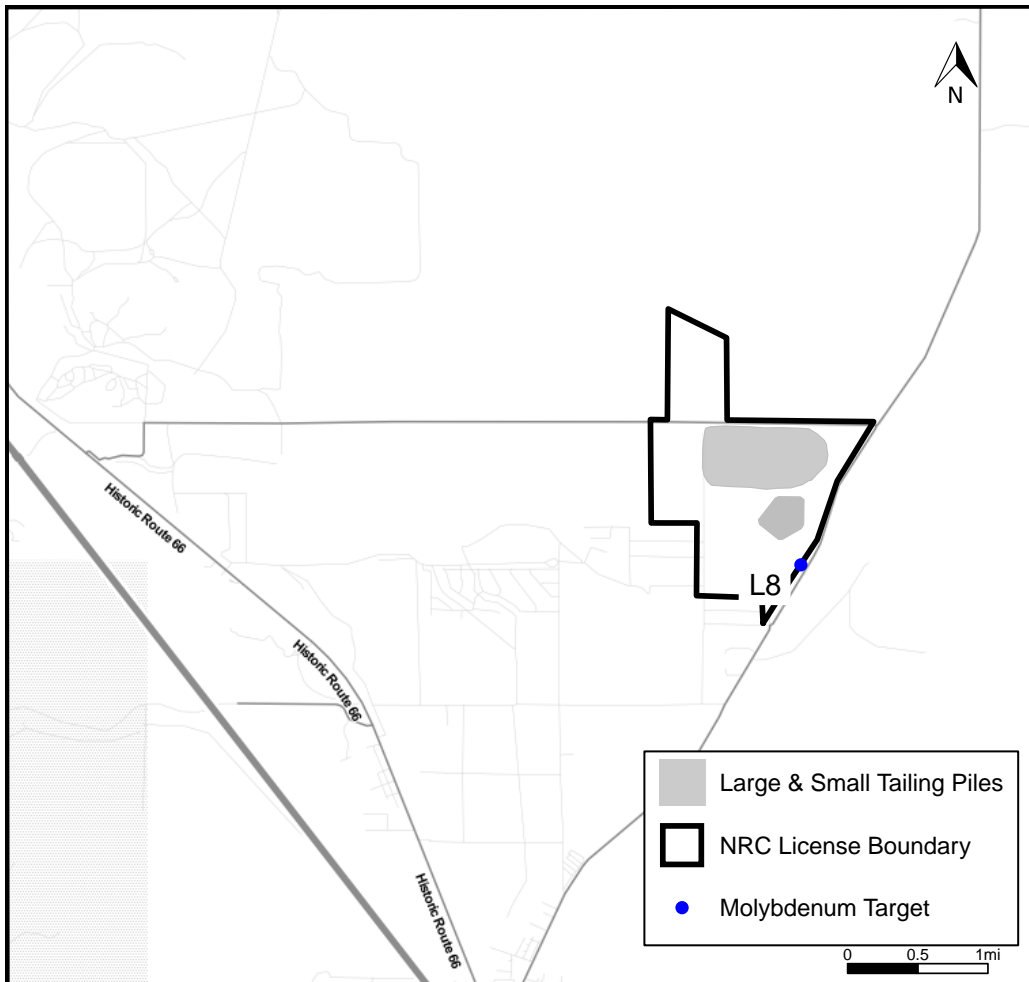 N
Historic Route 66
L8
Historic Route 66
Large & Small Tailing Piles
NRC License Boundary
Historic Route 66
Molybdenum Target
0 0.5 1mi